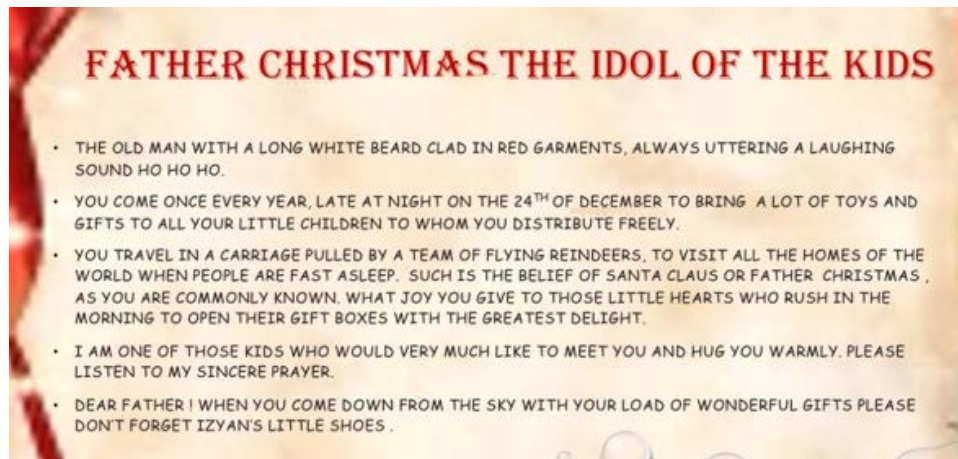 FATHER CHRISTMAS THE IDOL OF THE KIDS
• THE OLD MAN WITH A LONG WHITE BEARD CLAD IN RED GARMENTS, ALWAYS UTTERING A LAUGHING
SOUND HO HO HO.
• YOU COME ONCE EVERY YEAR, LATE AT NIGHT ON THE 24TH OF DECEMBER TO BRING A LOT OF TOYS AND
GIFTS TO ALL YOUR LITTLE CHILDREN TO WHOM YOU DISTRIBUTE FREELY.
• YOU TRAVEL IN A CARRIAGE PULLED BY A TEAM OF FLYING REINDEERS, TO VISIT ALL THE HOMES OF THE
WORLD WHEN PEOPLE ARE FAST ASLEEP. SUCH IS THE BELIEF OF SANTA CLAUS OR FATHER CHRISTMAS ,
AS YOU ARE COMMONLY KNOWN. WHAT JOY YOU GIVE TO THOSE LITTLE HEARTS WHO RUSH IN THE
MORNING TO OPEN THEIR GIFT BOXES WITH THE GREATEST DELIGHT.
• I AM ONE OF THOSE KIDS WHO WOULD VERY MUCH LIKE TO MEET YOU AND HUG YOU WARMLY. PLEASE
LISTEN TO MY SINCERE PRAYER.
• DEAR FATHER ! WHEN YOU COME DOWN FROM THE SKY WITH YOUR LOAD OF WONDERFUL GIFTS PLEASE
DON'T FORGET IZYAN'S LITTLE SHOES .